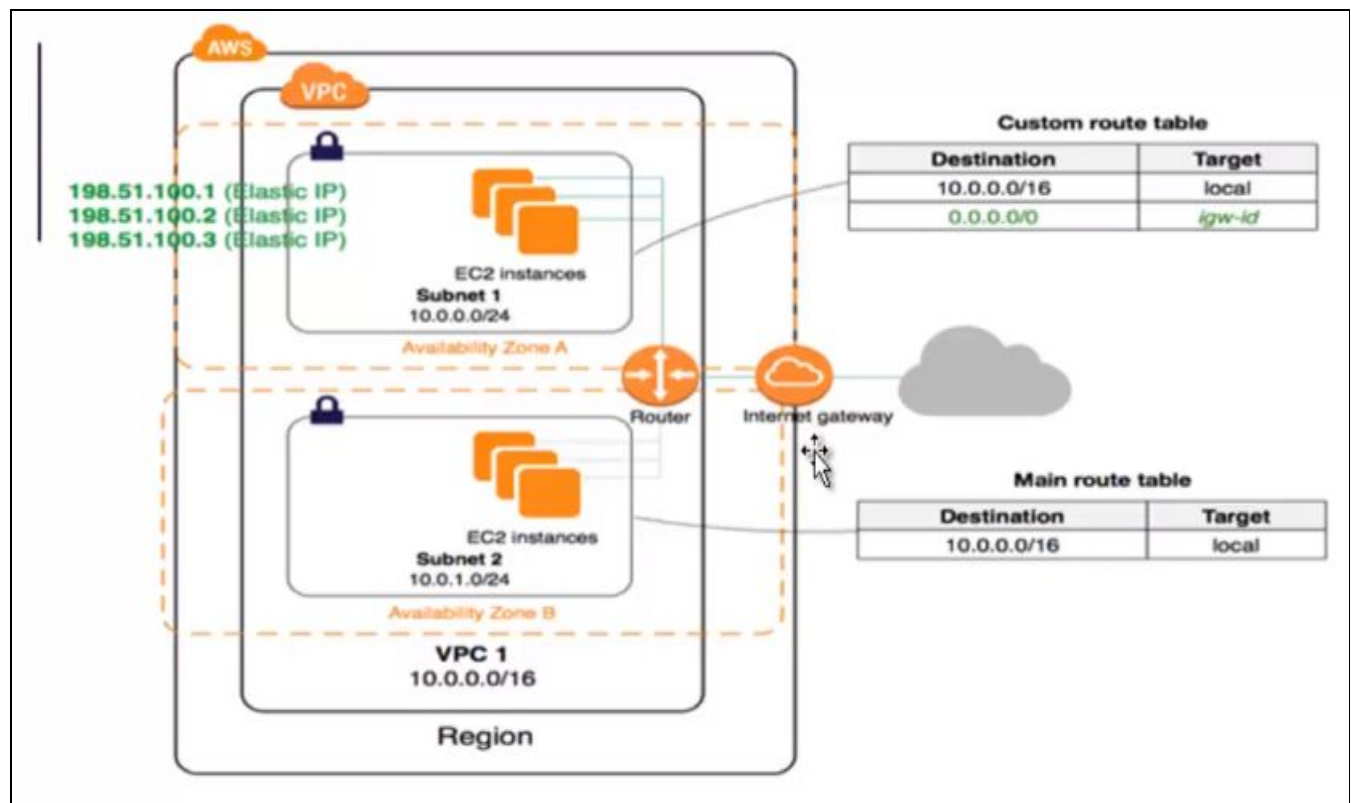 AWS
VPC
198.51.100.1 (Elastic IP)
198.51.100.2 (Elastic IP)
198.51.100.3 (Elastic IP)
EC2 instances
Subnet 1
10.0.0.0/24
Availability Zone A
Router
Internet gateway
EC2 instances
Subnet 2
10.0.1.0/24
Availability Zone B
VPC 1
10.0.0.0/16
Region
Custom route table
Destination Target
10.0.0.0/16 local
0.0.0.0/0 igw-id
Main route table
Destination Target
10.0.0.0/16 local